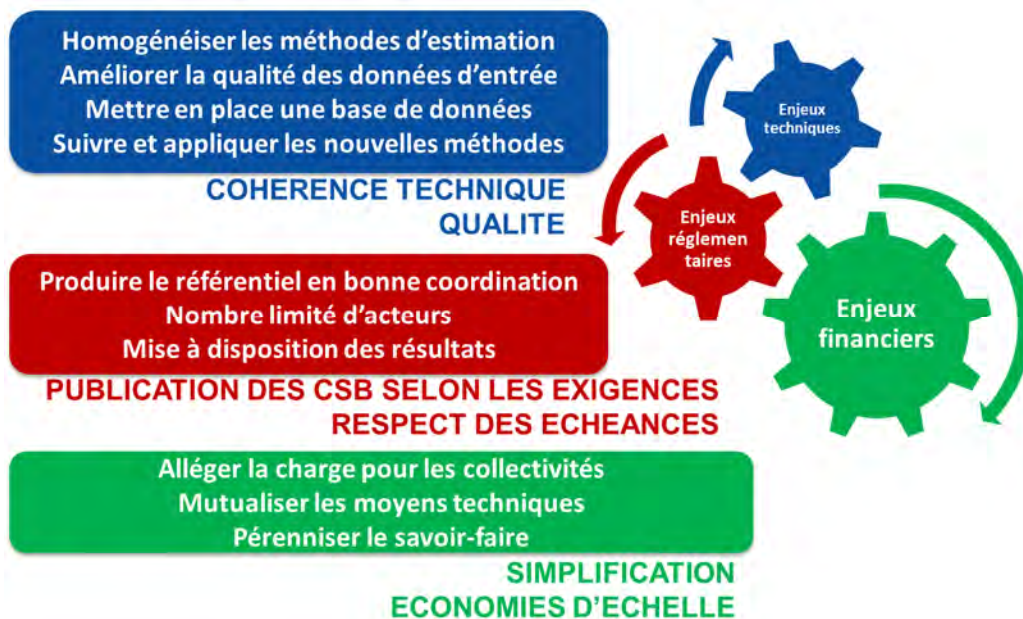 Homogénéiser les méthodes d'estimation
Améliorer la qualité des données d'entrée
Mettre en place une base de données
Suivre et appliquer les nouvelles méthodes
COHERENCE TECHNIQUE
QUALITE
Enjeux
techniques
Enjeux
réglemen
taires
Enjeux
financiers
Produire le référentiel en bonne coordination
Nombre limité d'acteurs
Mise à disposition des résultats
PUBLICATION DES CSB SELON LES EXIGENCES
RESPECT DES ECHEANCES
Alléger la charge pour les collectivités
Mutualiser les moyens techniques
Pérenniser le savoir-faire
SIMPLIFICATION
ECONOMIES D'ECHELLE